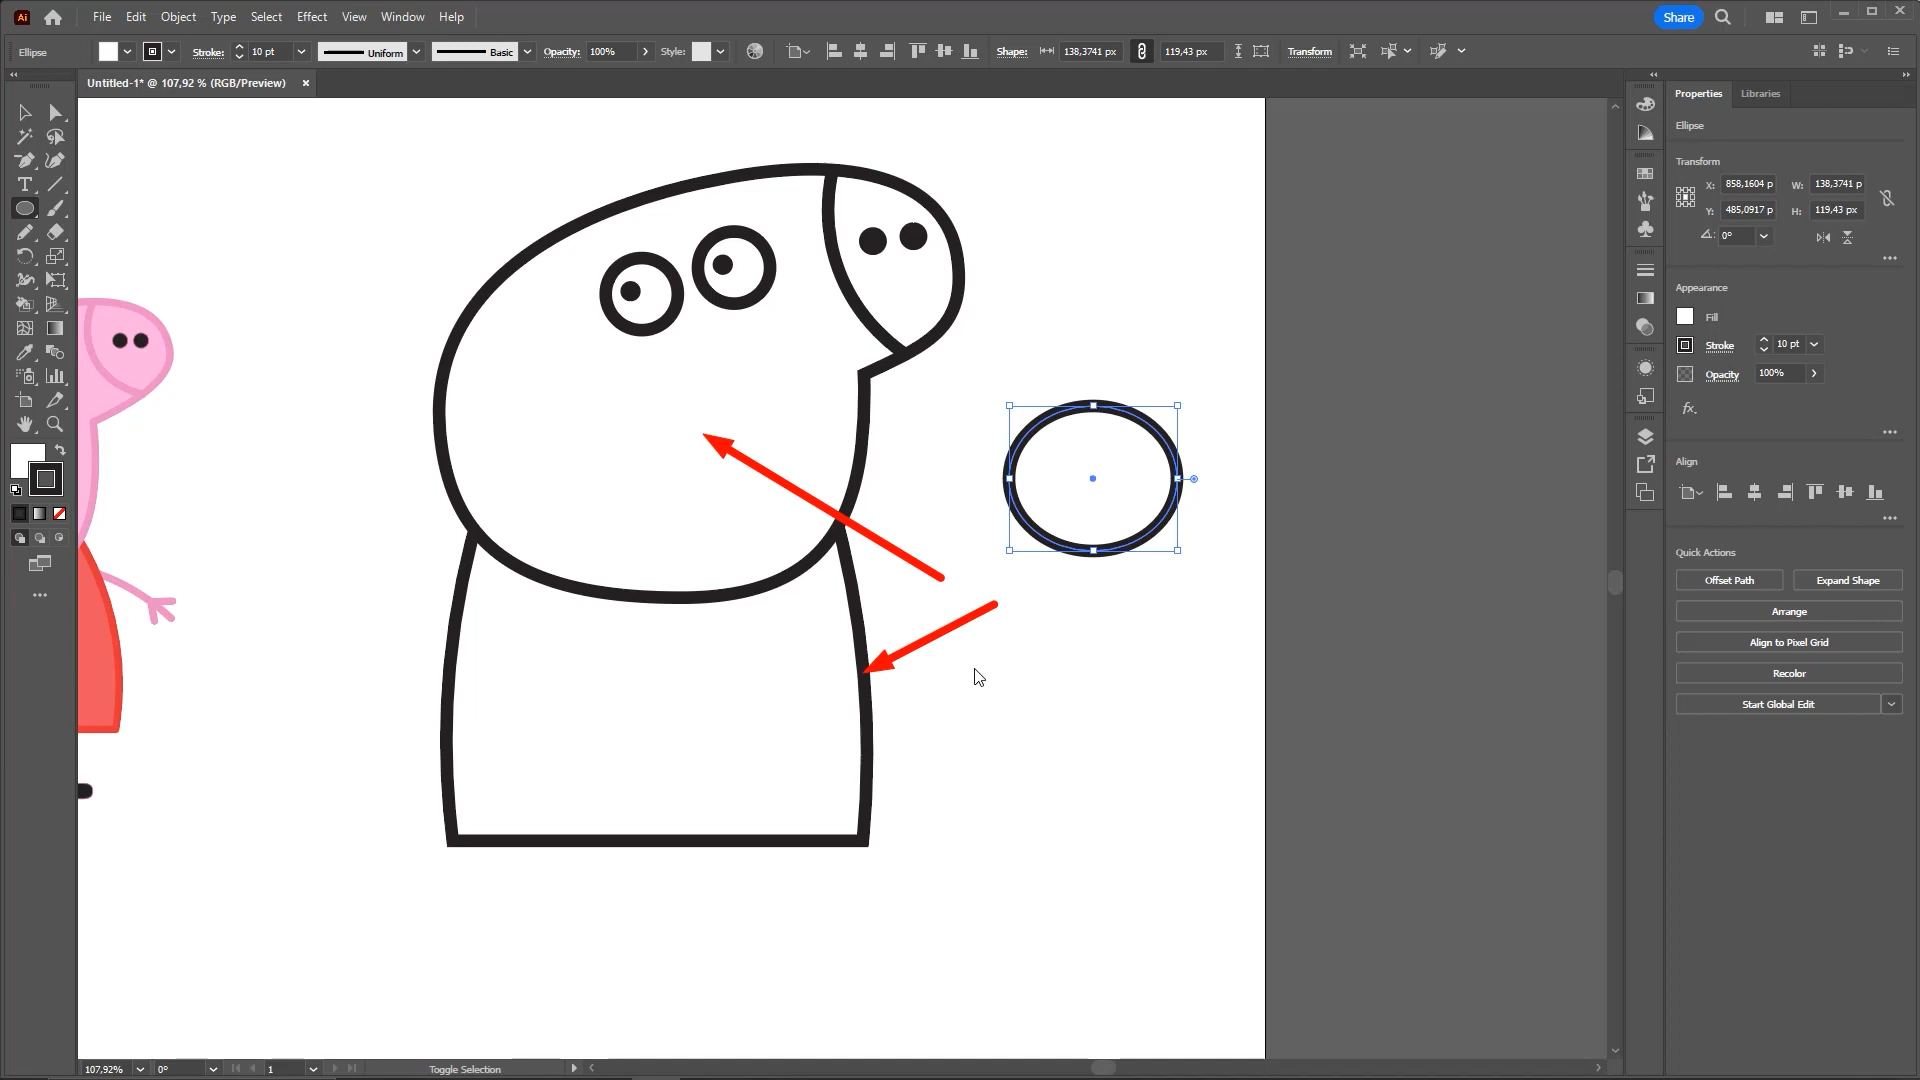 Ai File Edit Object Type Select Effect View Window Help Share
Ellipse Stroke: 10 pt Uniform Basic Opacity: 100% Style: Shape: 138,3741 px 119,43 px Transform
Untitled-1* @ 107,92 % (RGB/Preview) ×
Properties Libraries
Ellipse
Transform
X: 858,1604 p W: 138,3741 p
Y: 485,0917 p H: 119,43 px
0°
Appearance
Fill
Stroke 10 pt
Opacity 100%
fx.
Align
Quick Actions
Offset Path Expand Shape
Arrange
Align to Pixel Grid
Recolor
Start Global Edit
107,92% 0° 1 Toggle Selection